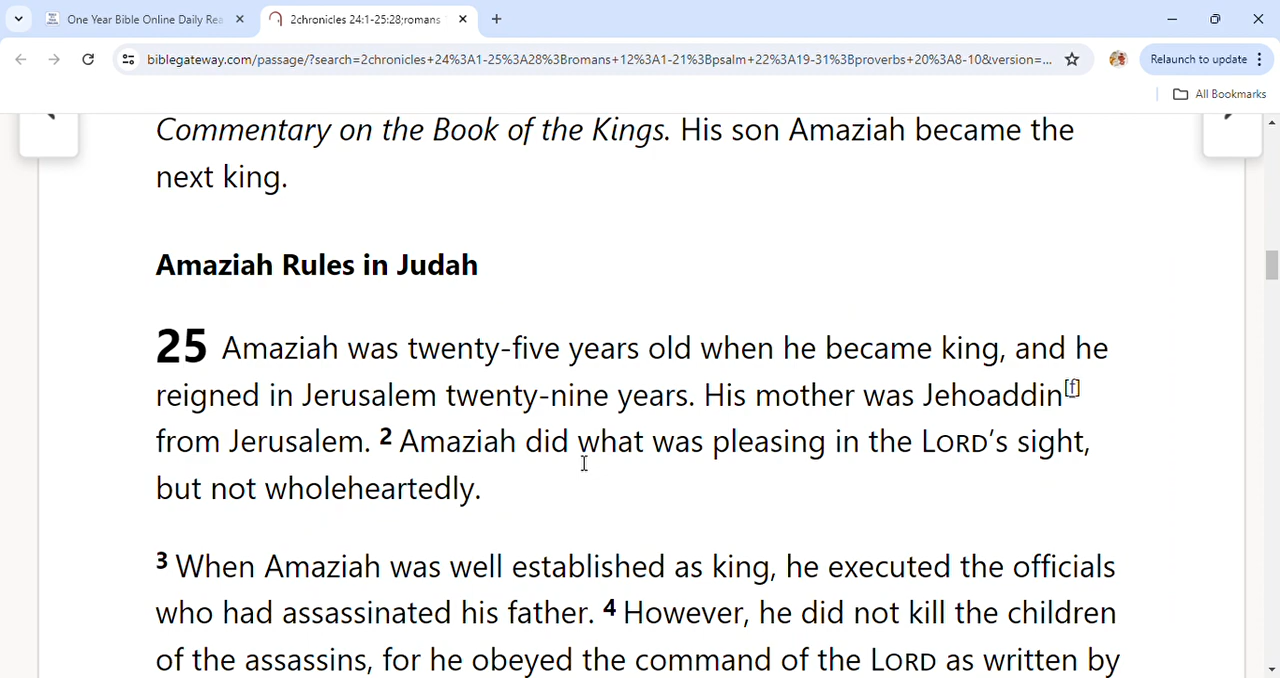 One Year Bible Online Daily Rea
2chronicles 24:1-25:28;romans
biblegateway.com/passage/?search=2chronicles+24%3A1-25%3A28%3Bromans+12%3A1-21%3Bpsalm+22%3A19-31%3Bproverbs+20%3A8-10&version=...
Relaunch to update
All Bookmarks
Commentary on the Book of the Kings. His son Amaziah became the
next king.
Amaziah Rules in Judah
25 Amaziah was twenty-five years old when he became king, and he
reigned in Jerusalem twenty-nine years. His mother was Jehoaddin[f]
from Jerusalem. 2 Amaziah did what was pleasing in the LORD's sight,
but not wholeheartedly.
3 When Amaziah was well established as king, he executed the officials
who had assassinated his father. 4 However, he did not kill the children
of the assassins, for he obeyed the command of the LORD as written by